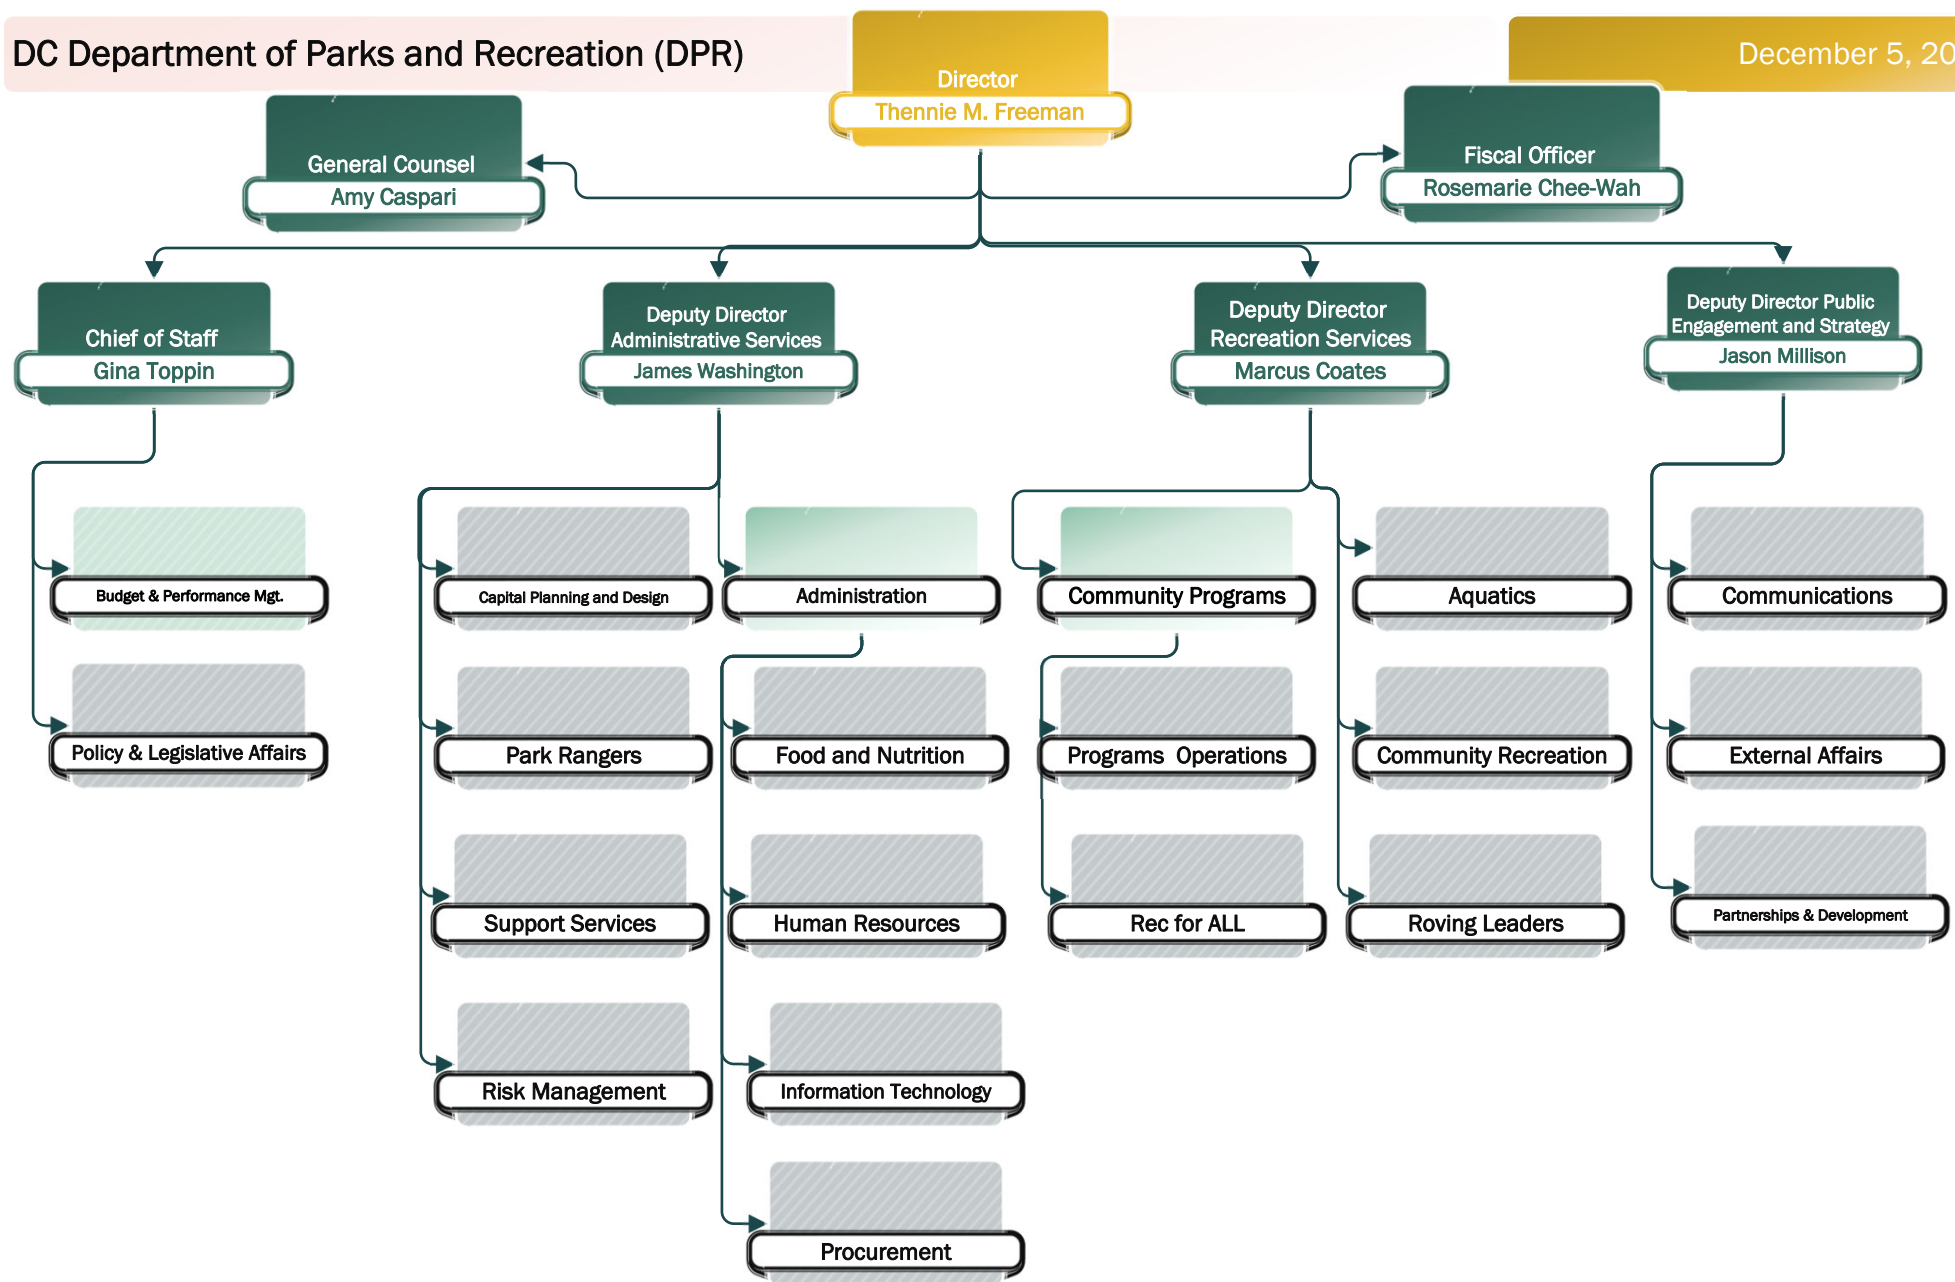 DC Department of Parks and Recreation (DPR)
December 5, 20
Director
Thennie M. Freeman
General Counsel
Amy Caspari
Fiscal Officer
Rosemarie Chee-Wah
Chief of Staff
Gina Toppin
Deputy Director
Administrative Services
James Washington
Deputy Director
Recreation Services
Marcus Coates
Deputy Director Public
Engagement and Strategy
Jason Millison
Budget & Performance Mgt.
Capital Planning and Design
Administration
Community Programs
Aquatics
Communications
Policy & Legislative Affairs
Park Rangers
Food and Nutrition
Programs  Operations
Community Recreation
External Affairs
Support Services
Human Resources
Rec for ALL
Roving Leaders
Partnerships & Development
Risk Management
Information Technology
Procurement